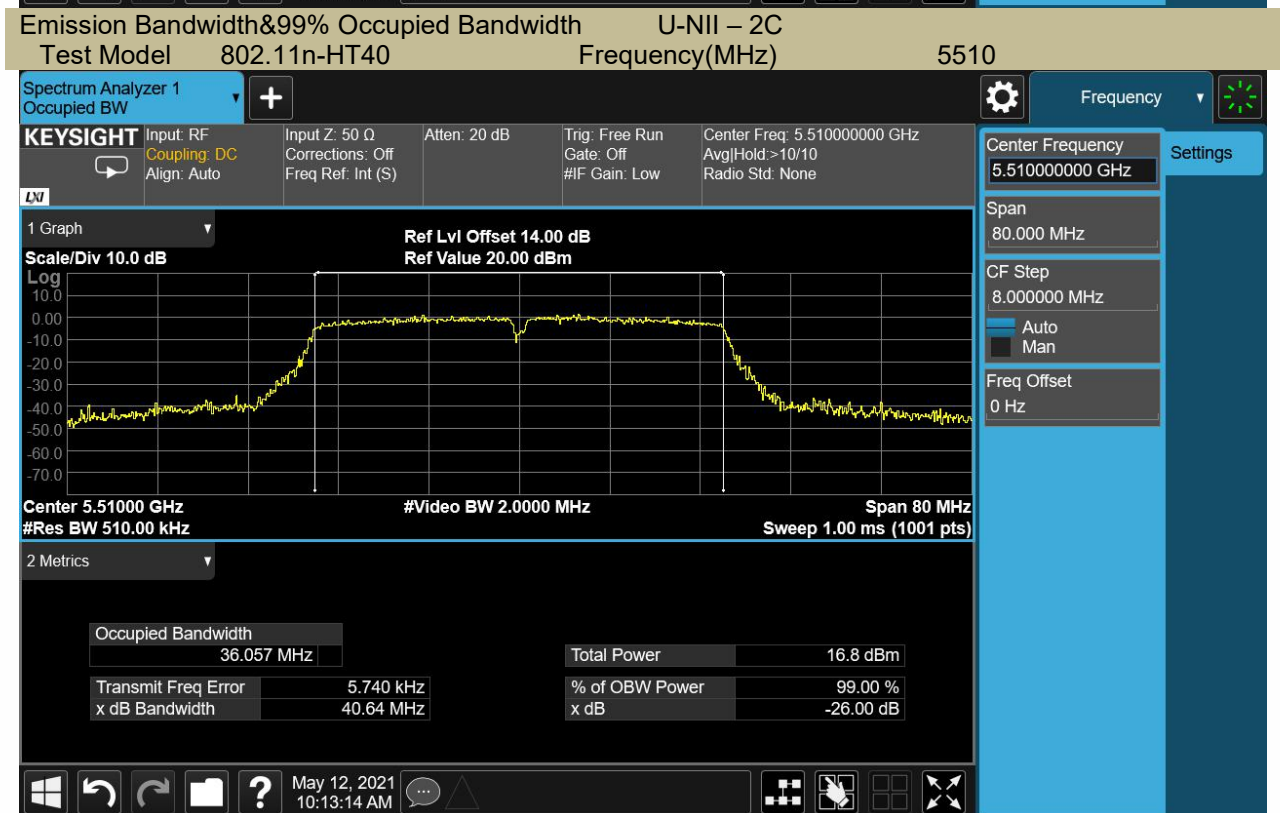 Emission Bandwidth&99% Occupied Bandwidth U-NII – 2C
Test Model 802.11n-HT40 Frequency(MHz) 5510
Spectrum Analyzer 1
Occupied BW
+
Frequency
KEYSIGHT
LXI
Input: RF
Coupling: DC
Align: Auto
Input Z: 50 Ω
Corrections: Off
Freq Ref: Int (S)
Atten: 20 dB
Trig: Free Run
Gate: Off
#IF Gain: Low
Center Freq: 5.510000000 GHz
Avg|Hold:>10/10
Radio Std: None
Center Frequency
5.510000000 GHz
Settings
Span
80.000 MHz
CF Step
8.000000 MHz
Auto
Man
Freq Offset
0 Hz
1 Graph
Scale/Div 10.0 dB
Ref Lvl Offset 14.00 dB
Ref Value 20.00 dBm
Log
10.0
0.00
-10.0
-20.0
-30.0
-40.0
-50.0
-60.0
-70.0
Center 5.51000 GHz #Video BW 2.0000 MHz Span 80 MHz
#Res BW 510.00 kHz Sweep 1.00 ms (1001 pts)
2 Metrics
Occupied Bandwidth
36.057 MHz
Total Power 16.8 dBm
Transmit Freq Error 5.740 kHz
% of OBW Power 99.00 %
x dB Bandwidth 40.64 MHz
x dB -26.00 dB
?
May 12, 2021
10:13:14 AM